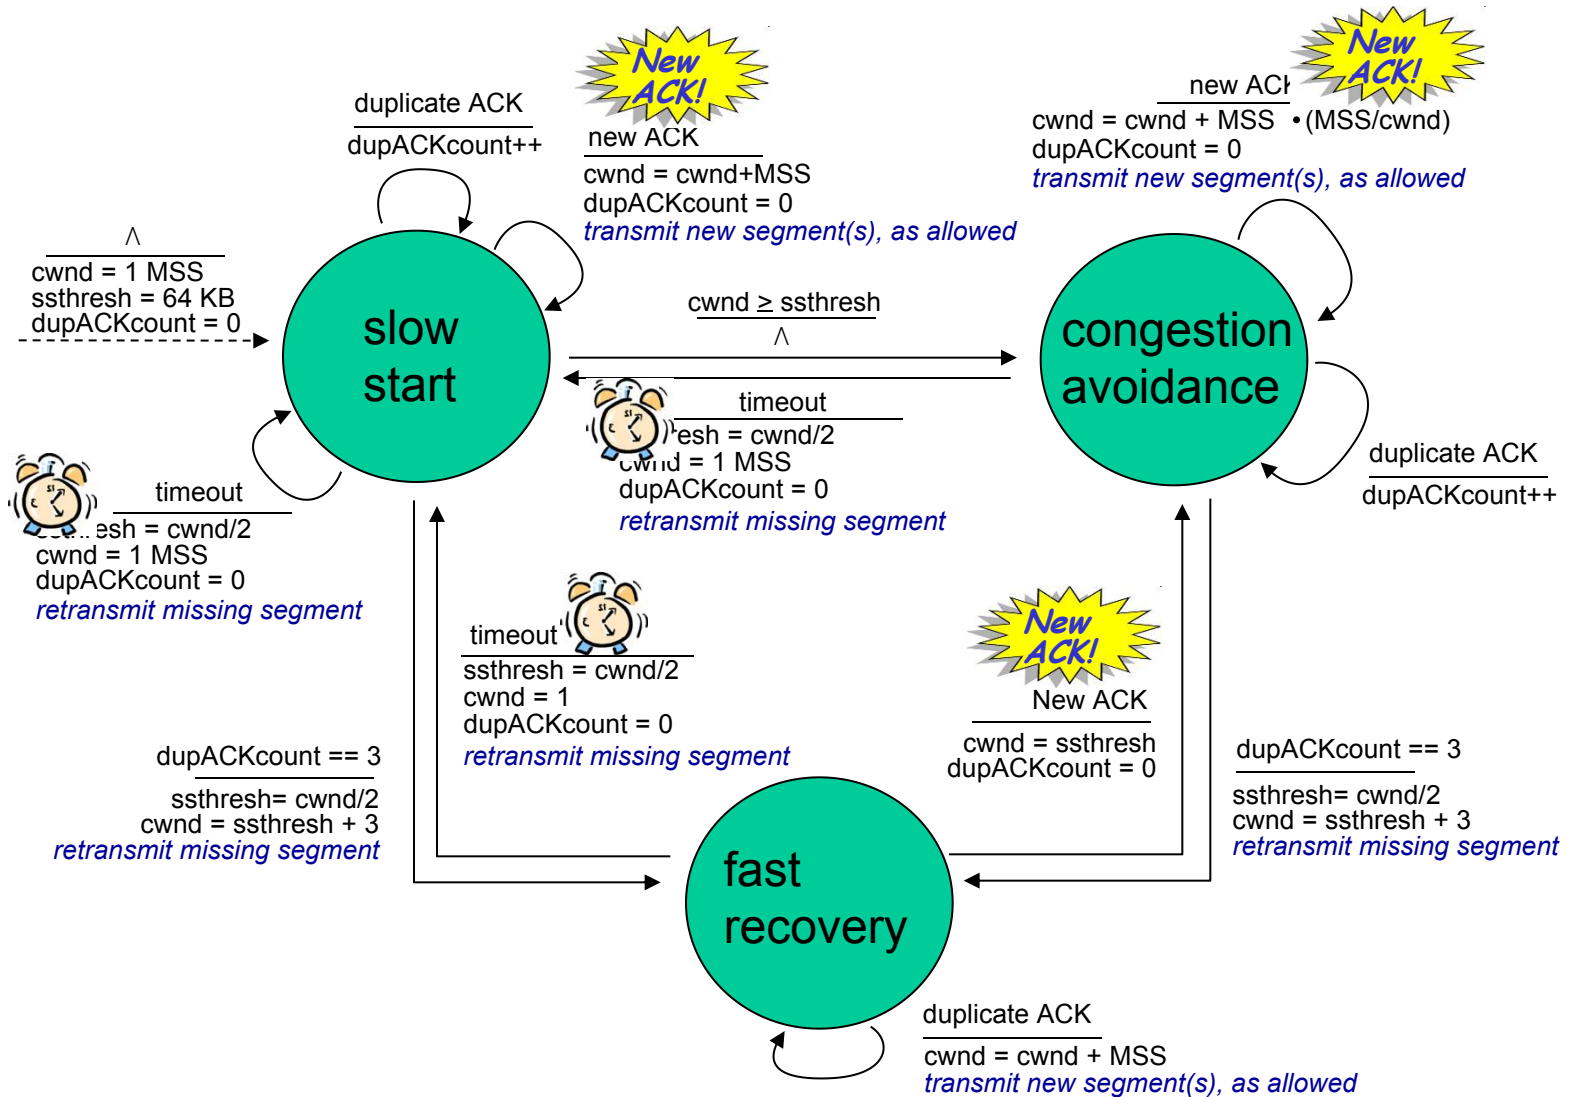 New
ACK!
New
ACK!
duplicate ACK
dupACKcount++
new ACK
cwnd = cwnd+MSS
dupACKcount = 0
transmit new segment(s), as allowed
new ACK
cwnd = cwnd + MSS •(MSS/cwnd)
dupACKcount = 0
transmit new segment(s), as allowed
Λ
cwnd = 1 MSS
ssthresh = 64 KB
dupACKcount = 0
slow
start
cwnd ≥ ssthresh
Λ
congestion
avoidance
timeout
esh = cwnd/2
cwnd = 1 MSS
dupACKcount = 0
retransmit missing segment
duplicate ACK
dupACKcount++
timeout
esh = cwnd/2
cwnd = 1 MSS
dupACKcount = 0
retransmit missing segment
timeout
ssthresh = cwnd/2
cwnd = 1
dupACKcount = 0
retransmit missing segment
New
ACK!
New ACK
cwnd = ssthresh
dupACKcount = 0
dupACKcount == 3
ssthresh= cwnd/2
cwnd = ssthresh + 3
retransmit missing segment
dupACKcount == 3
ssthresh= cwnd/2
cwnd = ssthresh + 3
retransmit missing segment
fast
recovery
duplicate ACK
cwnd = cwnd + MSS
transmit new segment(s), as allowed